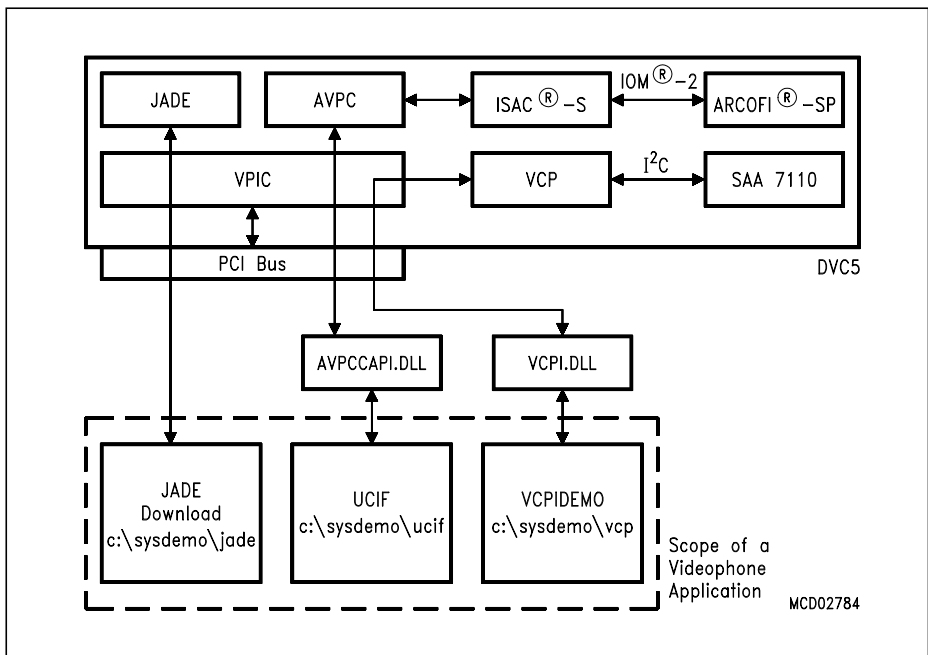 JADE
AVPC
ISAC®-S
IOM®-2
ARCOFI®-SP
VPIC
VCP
I²C
SAA 7110
PCI Bus
DVC5
AVPCCAPI.DLL
VCPI.DLL
JADE
Download
c:\sysdemo\jade
UCIF
c:\sysdemo\ucif
VCPIDEMO
c:\sysdemo\vcp
Scope of a
Videophone
Application
MCD02784